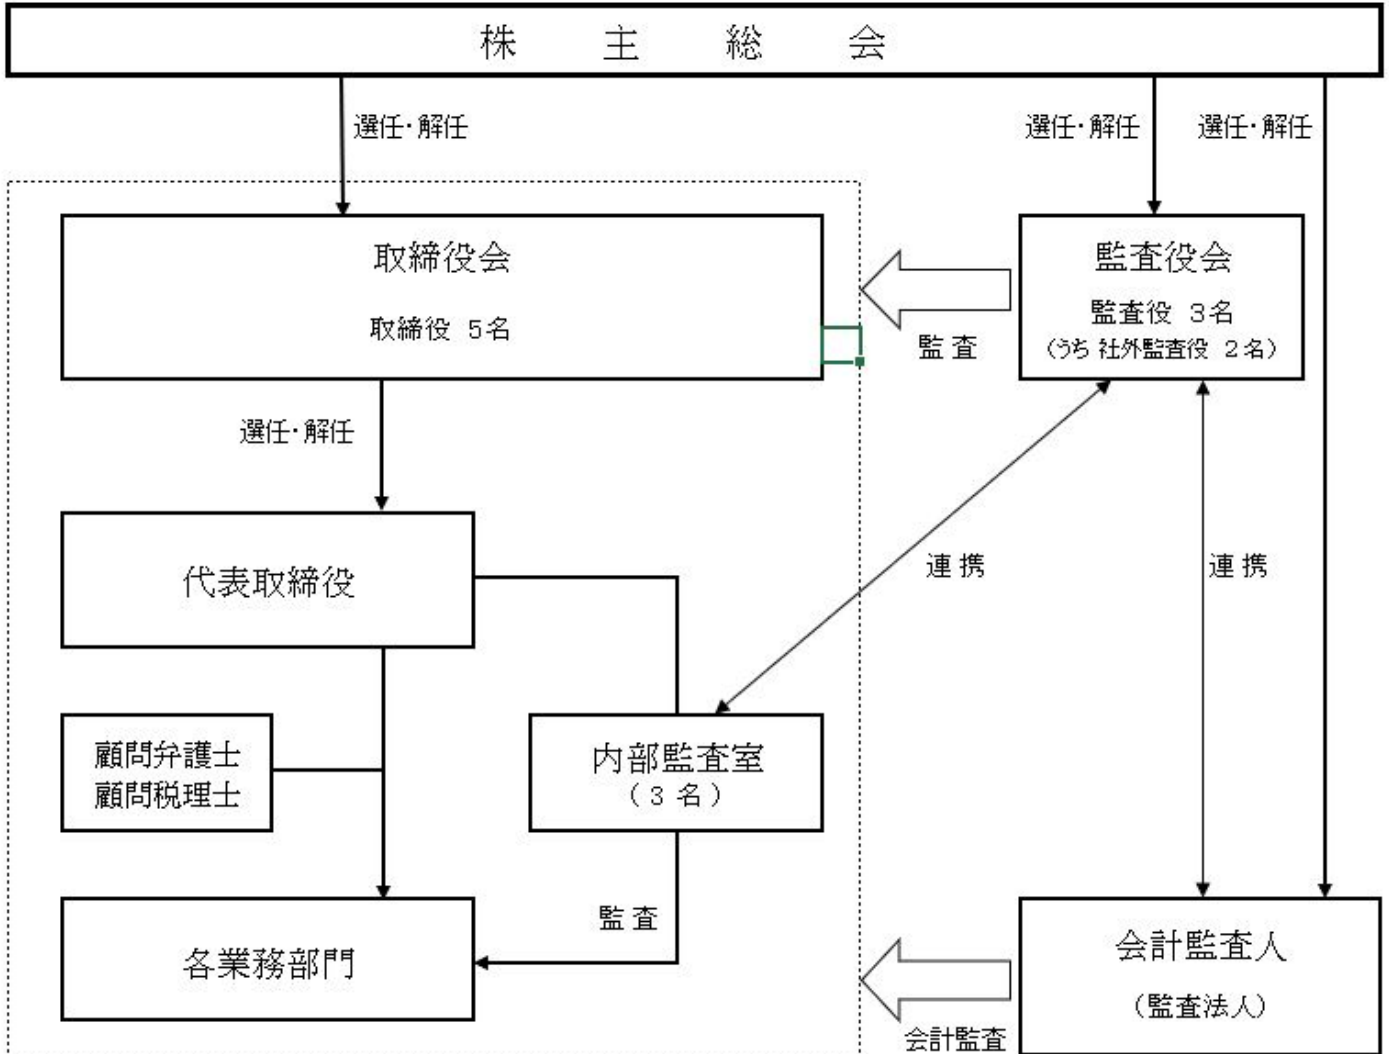 株 主 総 会
選任・解任
選任・解任
選任・解任
取締役会
取締役 5名
監査役会
監査役 3名
(うち 社外監査役 2名)
監 査
選任・解任
代表取締役
連 携
連 携
顧問弁護士
顧問税理士
内部監査室
(3 名)
監 査
各業務部門
会計監査人
(監査法人)
会計監査